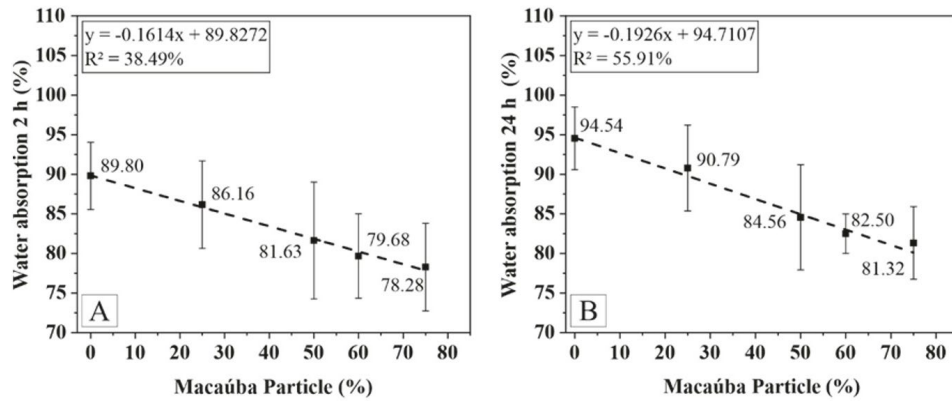 y = -0.1614x + 89.8272
R² = 38.49%
Water absorption 2 h (%)
110
105
100
95
90
85
80
75
70
89.80
86.16
81.63
79.68
78.28
A
0 10 20 30 40 50 60 70 80
Macaúba Particle (%)
y = -0.1926x + 94.7107
R² = 55.91%
Water absorption 24 h (%)
110
105
100
95
90
85
80
75
70
94.54
90.79
84.56
82.50
81.32
B
0 10 20 30 40 50 60 70 80
Macaúba Particle (%)